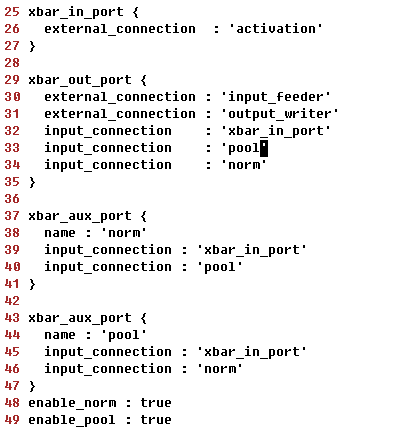 25 xbar_in_port {
26   external_connection  : 'activation'
27 }
28
29 xbar_out_port {
30   external_connection : 'input_feeder'
31   external_connection : 'output_writer'
32   input_connection    : 'xbar_in_port'
33   input_connection    : 'pool'
34   input_connection    : 'norm'
35 }
36
37 xbar_aux_port {
38   name : 'norm'
39   input_connection : 'xbar_in_port'
40   input_connection : 'pool'
41 }
42
43 xbar_aux_port {
44   name : 'pool'
45   input_connection : 'xbar_in_port'
46   input_connection : 'norm'
47 }
48 enable_norm : true
49 enable_pool : true